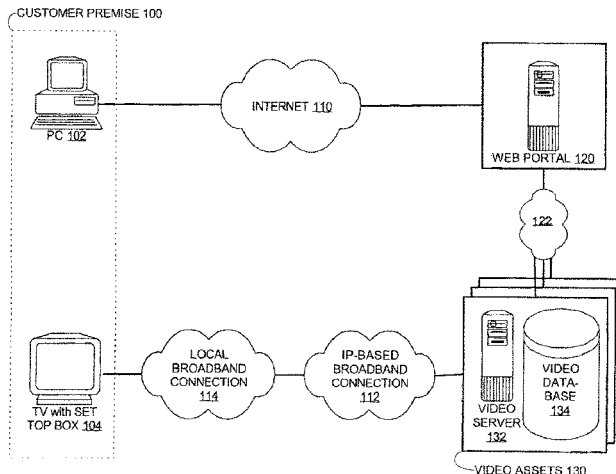 CUSTOMER PREMISE 100
PC 102
INTERNET 110
WEB PORTAL 120
122
TV with SET
TOP BOX 104
LOCAL
BROADBAND
CONNECTION
114
IP-BASED
BROADBAND
CONNECTION
112
VIDEO
SERVER
132
VIDEO
DATA-
BASE
134
VIDEO ASSETS 130